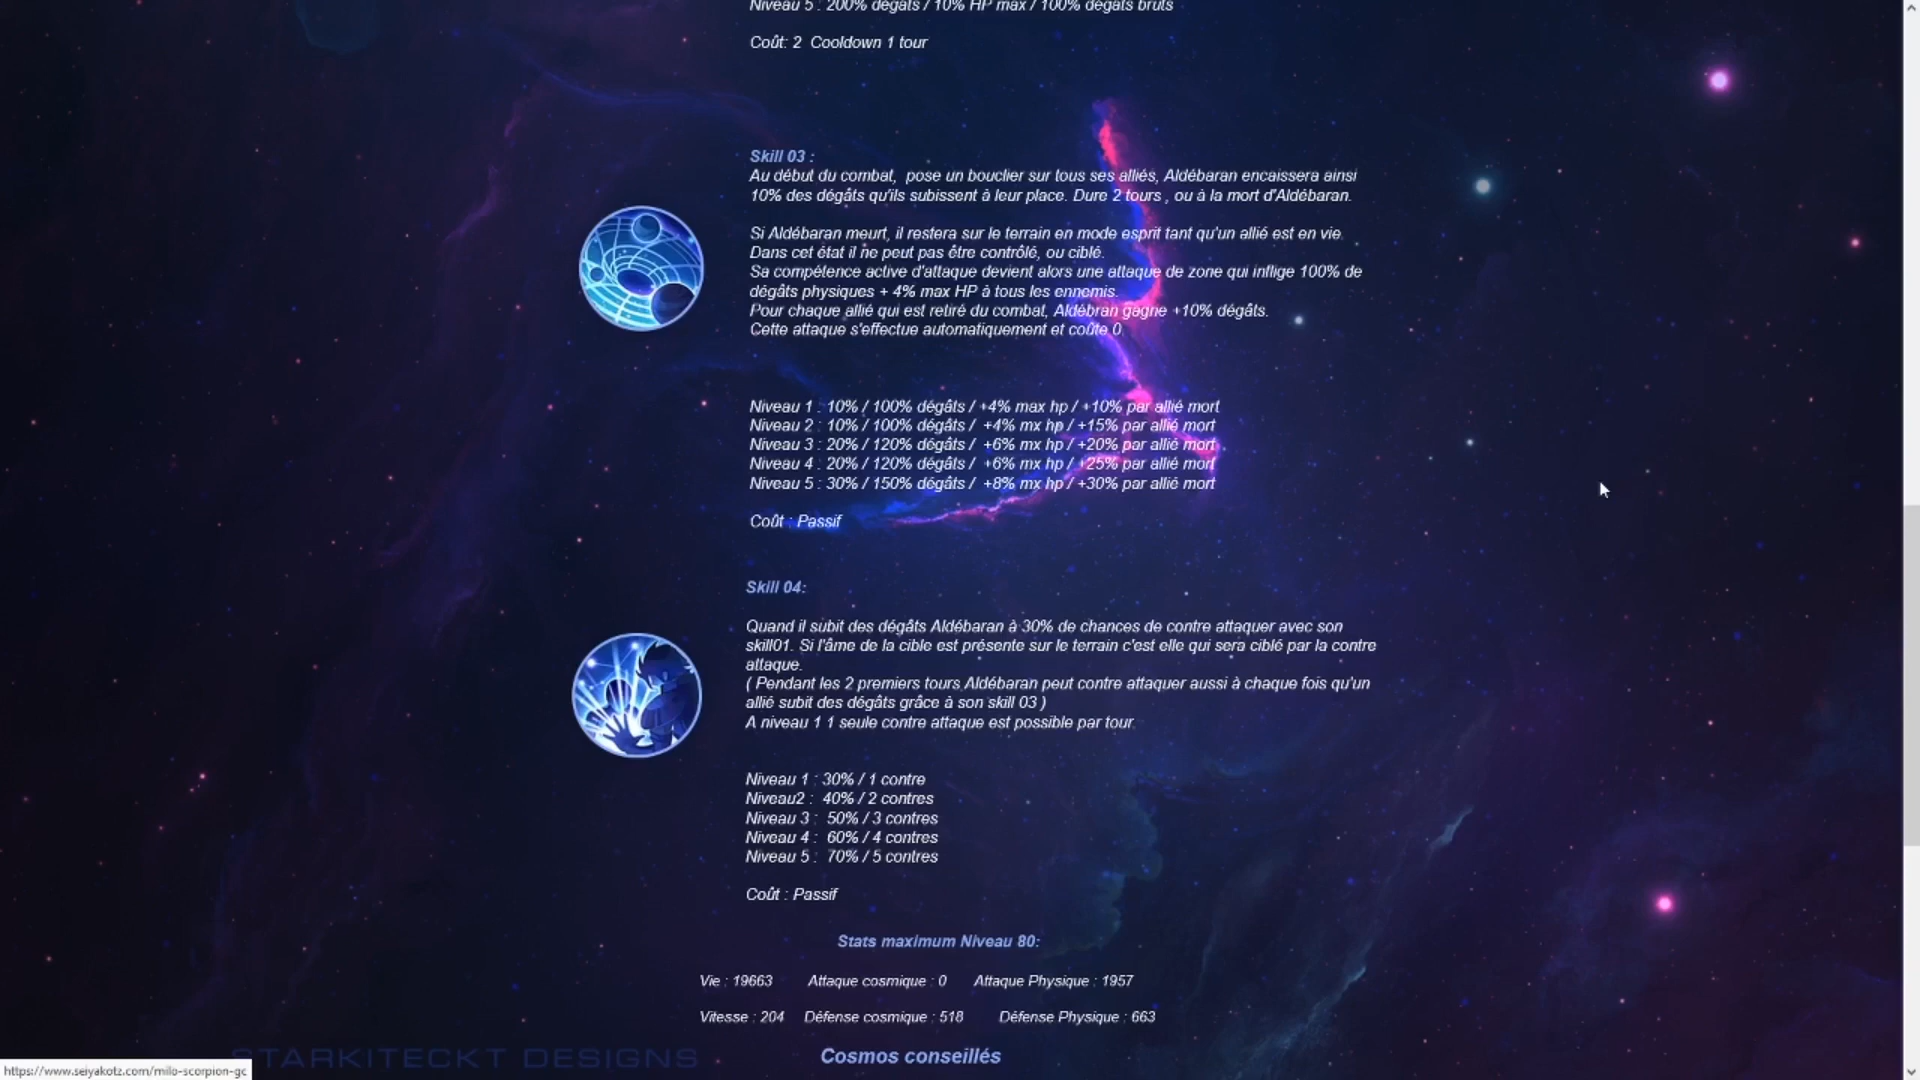 Niveau 5 : 200% dégâts / 10% HP max / 100% dégâts bruts
Coût: 2  Cooldown 1 tour
Skill 03 :
Au début du combat,  pose un bouclier sur tous ses alliés, Aldébaran encaissera ainsi
10% des dégâts qu'ils subissent à leur place. Dure 2 tours , ou à la mort d'Aldébaran.
Si Aldébaran meurt, il restera sur le terrain en mode esprit tant qu'un allié est en vie.
Dans cet état il ne peut pas être contrôlé, ou ciblé.
Sa compétence active d'attaque devient alors une attaque de zone qui inflige 100% de
dégâts physiques + 4% max HP à tous les ennemis.
Pour chaque allié qui est retiré du combat, Aldébran gagne +10% dégâts.
Cette attaque s'effectue automatiquement et coûte 0.
Niveau 1 : 10% / 100% dégâts / +4% max hp / +10% par allié mort
Niveau 2 : 10% / 100% dégâts /  +4% mx hp / +15% par allié mort
Niveau 3 : 20% / 120% dégâts /  +6% mx hp / +20% par allié mort
Niveau 4 : 20% / 120% dégâts /  +6% mx hp / +25% par allié mort
Niveau 5 : 30% / 150% dégâts /  +8% mx hp / +30% par allié mort
Coût : Passif
Skill 04:
Quand il subit des dégâts Aldébaran à 30% de chances de contre attaquer avec son
skill01. Si l'âme de la cible est présente sur le terrain c'est elle qui sera ciblé par la contre
attaque.
( Pendant les 2 premiers tours,Aldébaran peut contre attaquer aussi à chaque fois qu'un
allié subit des dégâts grâce à son skill 03 )
A niveau 1 1 seule contre attaque est possible par tour.
Niveau 1 : 30% / 1 contre
Niveau2 :  40% / 2 contres
Niveau 3 :  50% / 3 contres
Niveau 4 :  60% / 4 contres
Niveau 5 :  70% / 5 contres
Coût : Passif
Stats maximum Niveau 80:
Vie : 19663 Attaque cosmique : 0 Attaque Physique : 1957
Vitesse : 204 Défense cosmique : 518 Défense Physique : 663
STARKITECKT DESIGNS
Cosmos conseillés
https://www.seiyakotz.com/milo-scorpion-gc